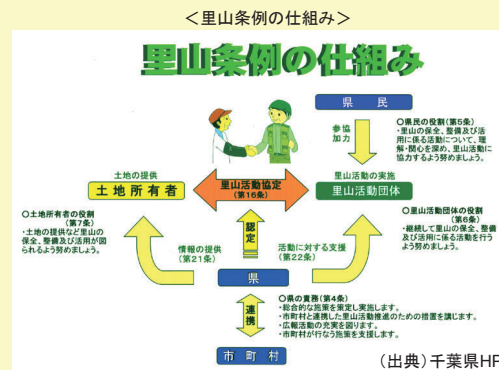 <里山条例の仕組み>
里山条例の仕組み
県民
参加
協力
○県民の役割(第5条)
・里山の保全、整備及び活
用に係る活動について、理
解・関心を深め、里山活動に
協力するよう努めましょう。
土地の提供
土地所有者
里山活動協定
(第16条)
里山活動の実施
里山活動団体
○土地所有者の役割
(第7条)
・土地の提供など里山の
保全、整備及び活用が図
られるよう努めましょう。
認定
○里山活動団体の役割
(第6条)
・継続して里山の保全、整備
及び活用に係る活動を行う
よう努めましょう。
情報の提供
(第21条)
活動に対する支援
(第22条)
県
○県の責務(第4条)
・総合的な施策を策定し実施します。
・市町村と連携した里山活動推進のための措置を講じます。
・広報活動の充実を図ります。
・市町村が行なう施策を支援します。
連携
市町村
(出典)千葉県HP